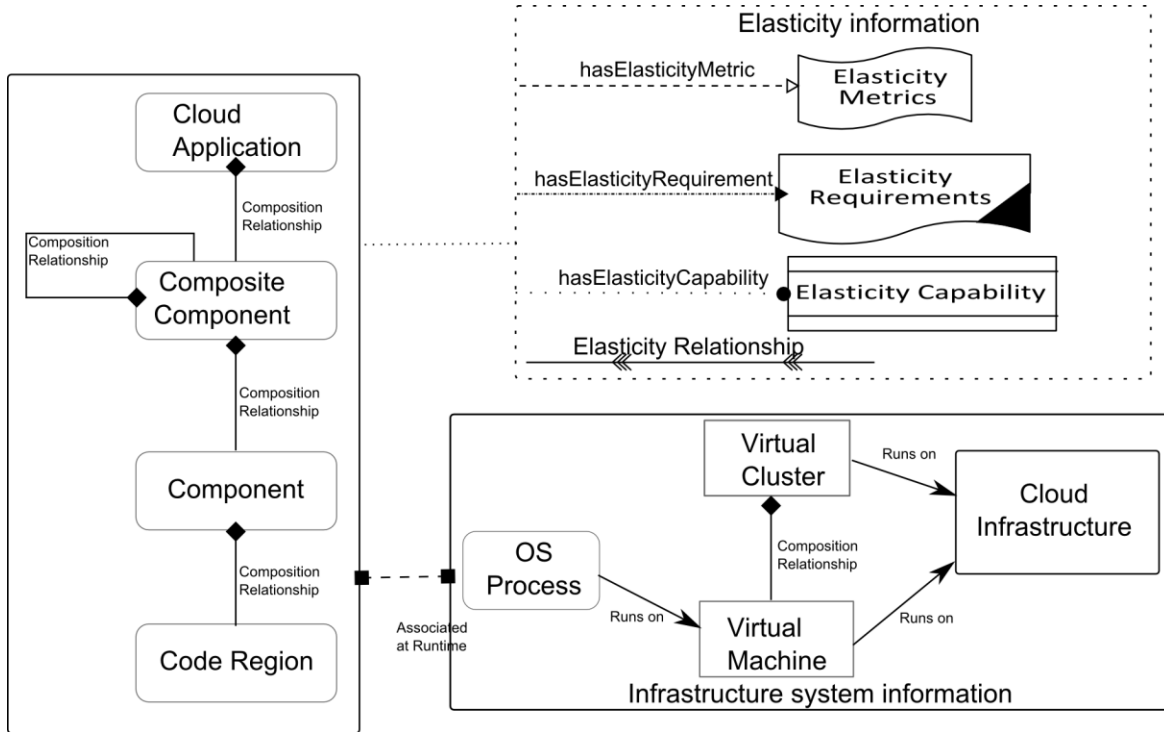 Cloud
Application
Composition
Relationship
Composition
Relationship
Composite
Component
Composition
Relationship
Component
Composition
Relationship
Code Region
Elasticity information
hasElasticityMetric
Elasticity
Metrics
hasElasticityRequirement
Elasticity
Requirements
hasElasticityCapability
Elasticity Capability
Elasticity Relationship
Associated
at Runtime
OS
Process
Runs on
Virtual
Cluster
Composition
Relationship
Virtual
Machine
Runs on
Runs on
Cloud
Infrastructure
Infrastructure system information